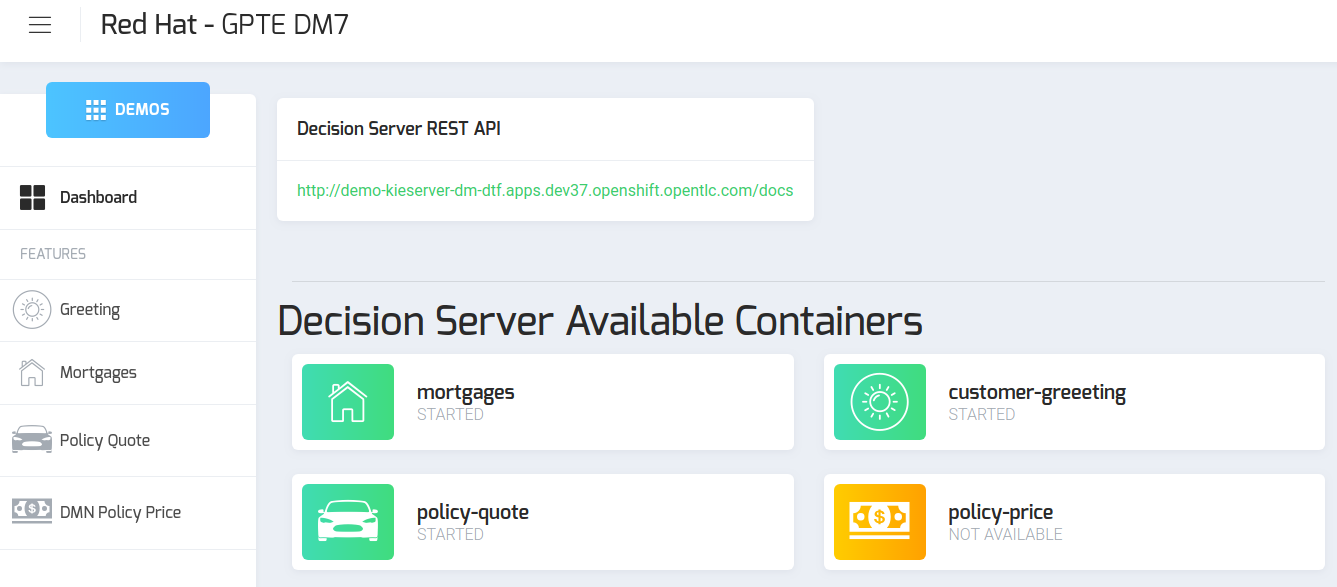 Red Hat - GPTE DM7
DEMOS
Dashboard
FEATURES
Greeting
Mortgages
Policy Quote
DMN Policy Price
Decision Server REST API
http://demo-kieserver-dm-dtf.apps.dev37.openshift.opentlc.com/docs
Decision Server Available Containers
mortgages
STARTED
customer-greeeting
STARTED
policy-quote
STARTED
policy-price
NOT AVAILABLE